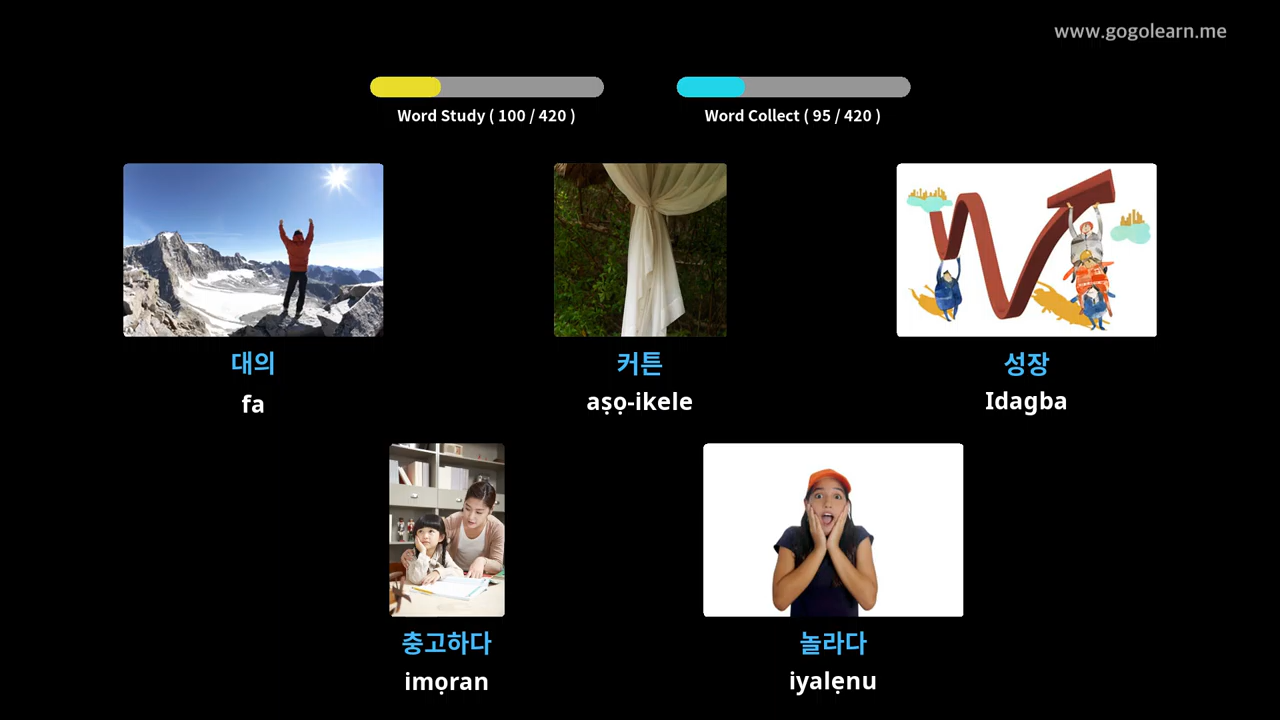 www.gogolearn.me
Word Study ( 100 / 420 )
Word Collect ( 95 / 420 )
대의
fa
커튼
aṣọ-ikele
성장
Idagba
충고하다
imọran
놀라다
iyalẹnu